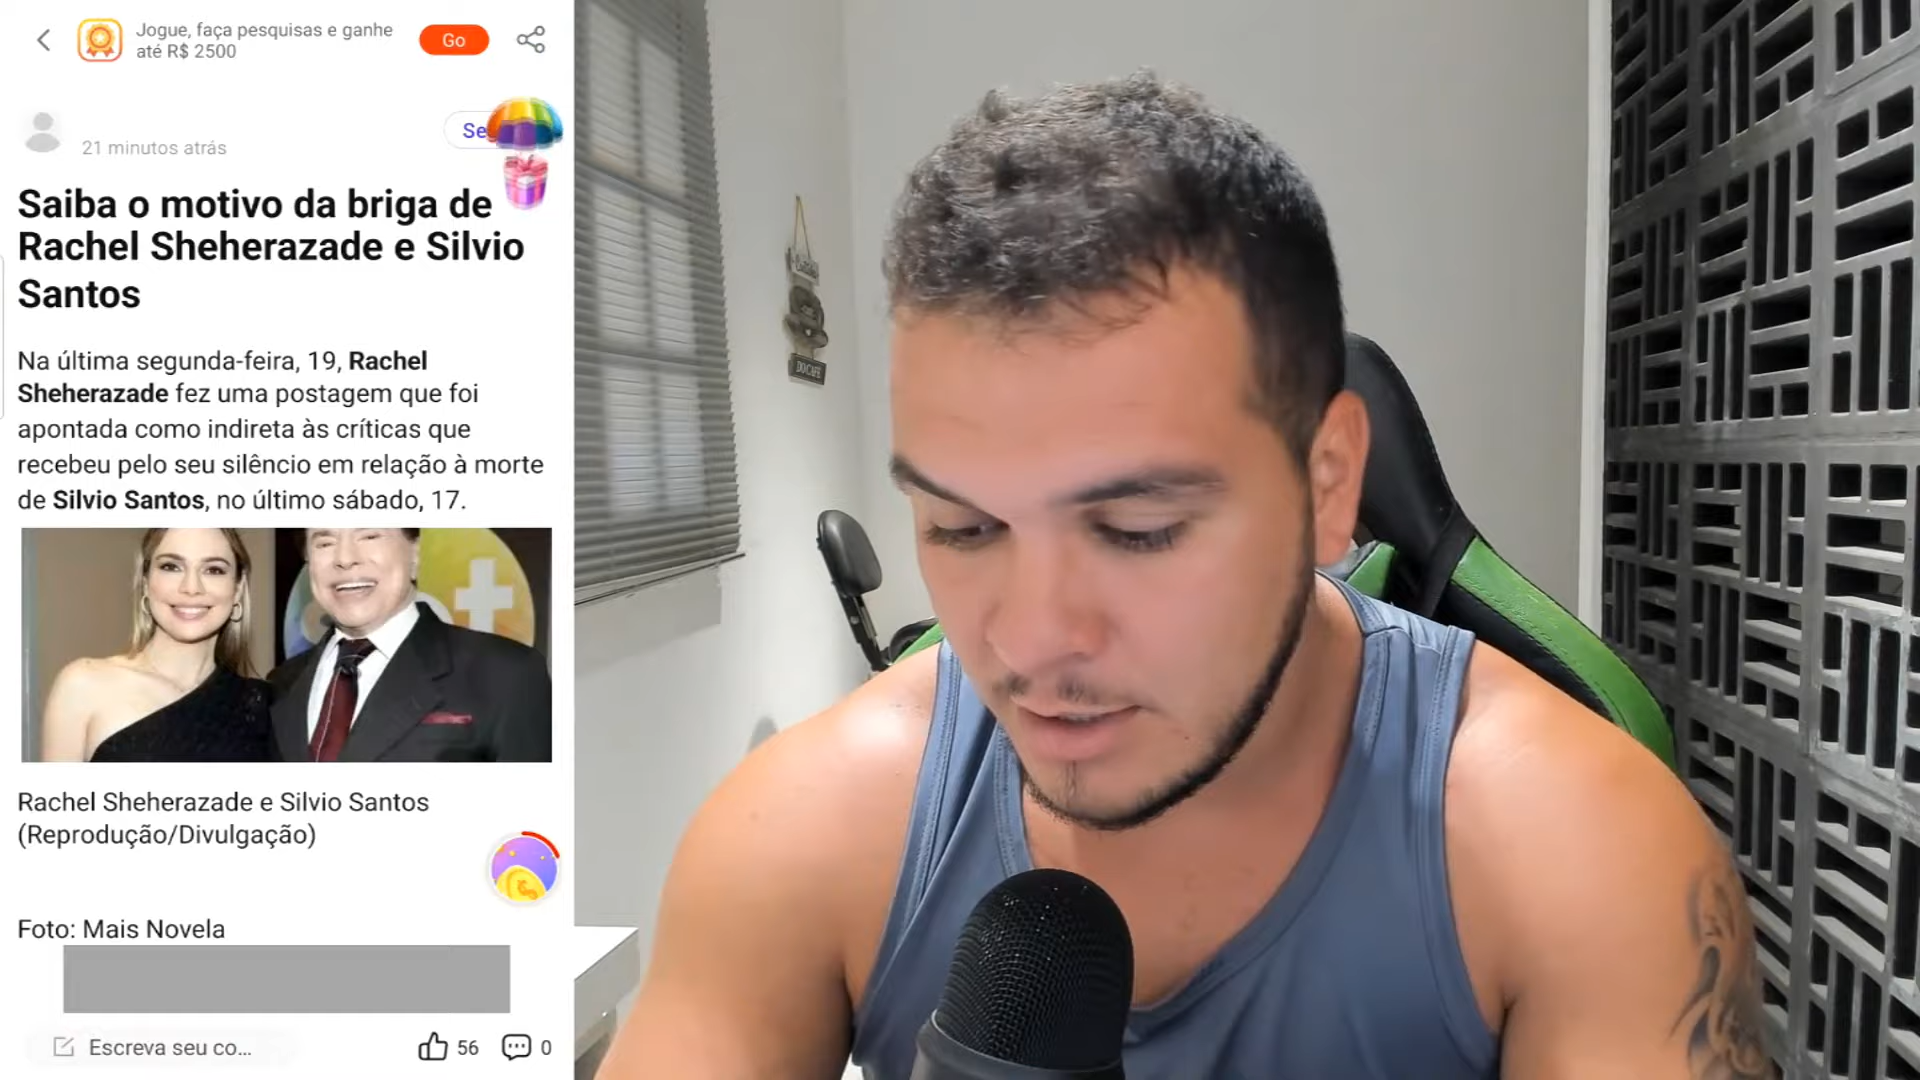 Jogue, faça pesquisas e ganhe
até R$ 2500
Go
Se
21 minutos atrás
Saiba o motivo da briga de
Rachel Sheherazade e Silvio
Santos
Na última segunda-feira, 19, Rachel
Sheherazade fez uma postagem que foi
apontada como indireta às críticas que
recebeu pelo seu silêncio em relação à morte
de Silvio Santos, no último sábado, 17.
Rachel Sheherazade e Silvio Santos
(Reprodução/Divulgação)
Foto: Mais Novela
Escreva seu co...
56
0
DO CAFÉ